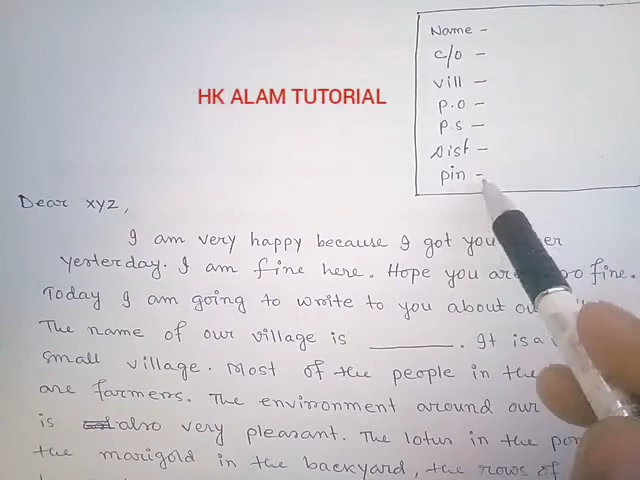 Name -
c/o -
vill -
p.o -
p.s -
Dist -
pin -
HK ALAM TUTORIAL
Dear xyz,
I am very happy because I got you
yesterday. I am fine here. Hope you are fine.
Today I am going to write to you about
The name of our village is ________. It is a
small village. Most of the people in the
are farmers. The environment around our
is also very pleasant. The lotus in the
the marigold in the backyard, the rows of